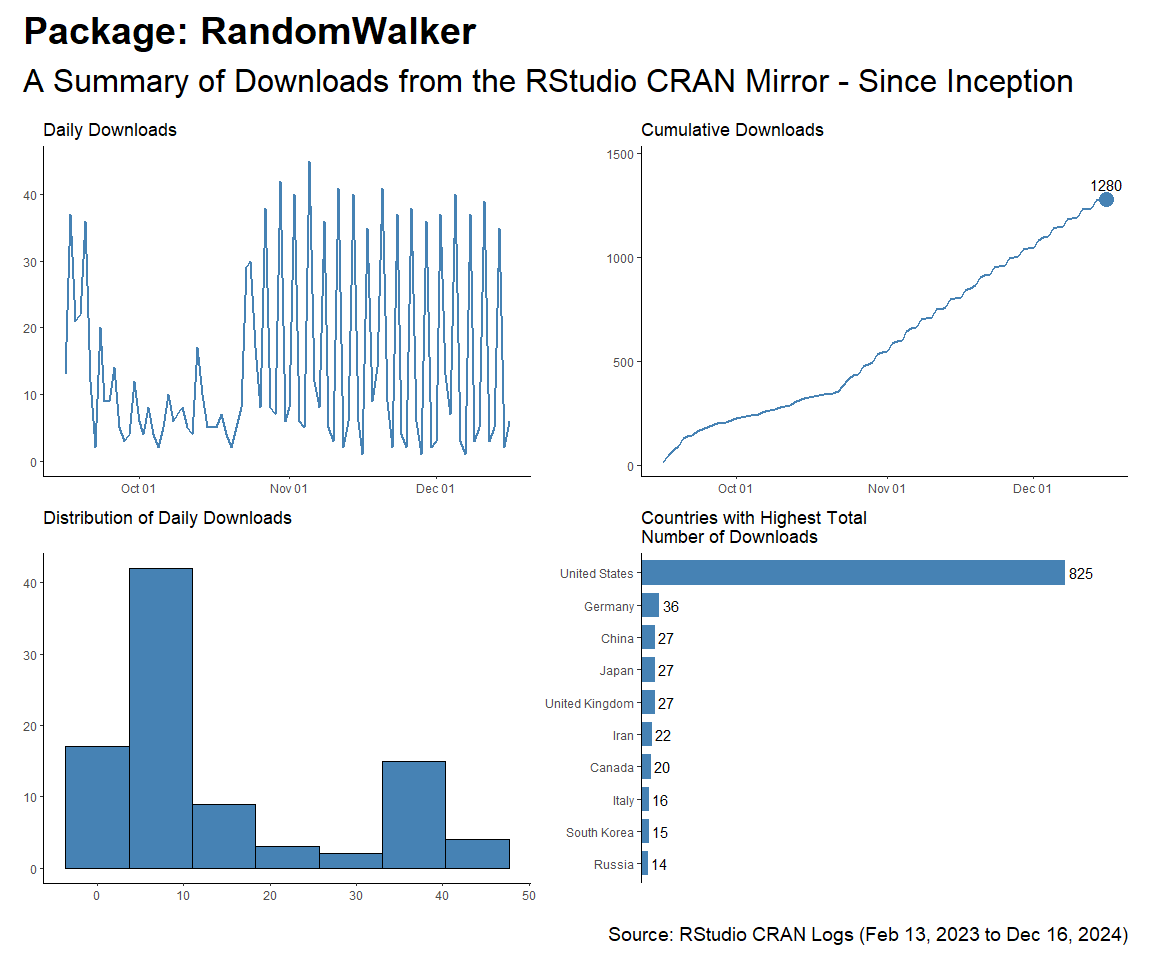 Package: RandomWalker
A Summary of Downloads from the RStudio CRAN Mirror - Since Inception
Daily Downloads
40
30
20
10
0
Oct 01
Nov 01
Dec 01
Cumulative Downloads
1500
1000
500
0
1280
Oct 01
Nov 01
Dec 01
Distribution of Daily Downloads
40
30
20
10
0
0
10
20
30
40
50
Countries with Highest Total
Number of Downloads
United States 825
Germany 36
China 27
Japan 27
United Kingdom 27
Iran 22
Canada 20
Italy 16
South Korea 15
Russia 14
Source: RStudio CRAN Logs (Feb 13, 2023 to Dec 16, 2024)